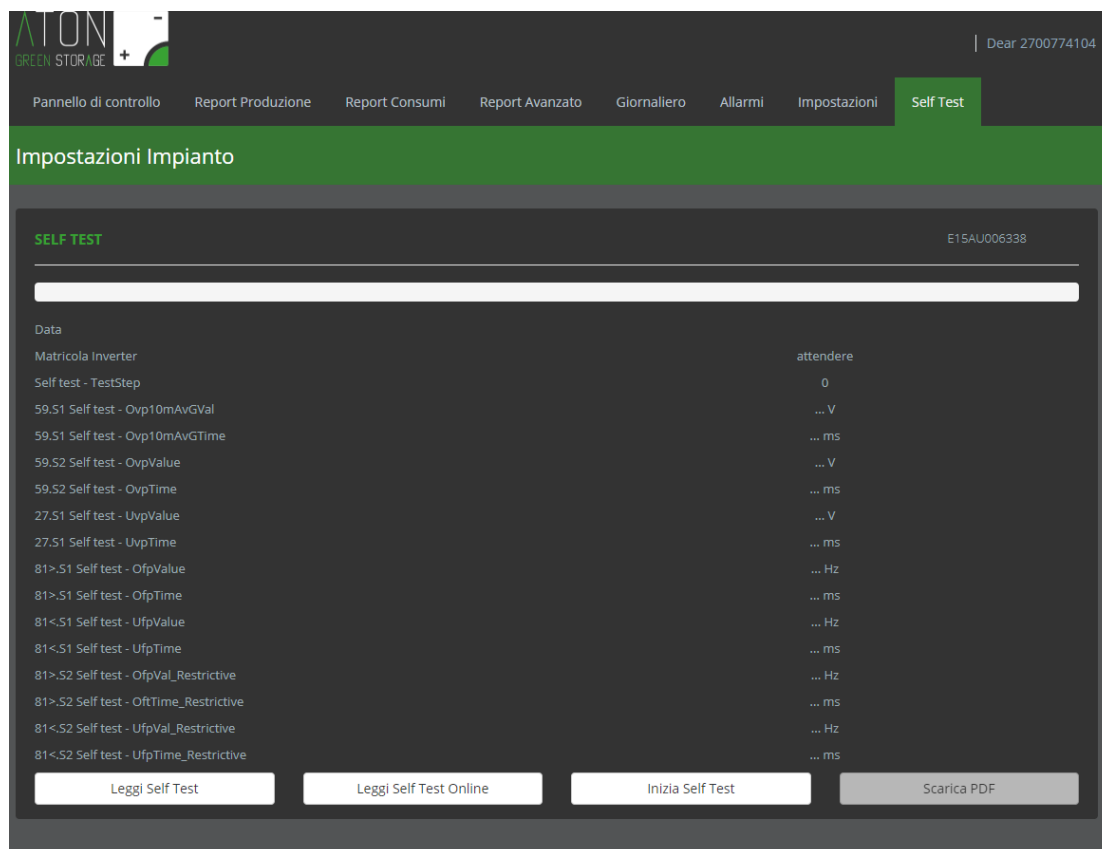 ATON
GREEN STORAGE
Dear 2700774104
Pannello di controllo Report Produzione Report Consumi Report Avanzato Giornaliero Allarmi Impostazioni Self Test
Impostazioni Impianto
SELF TEST E15AU006338
Data
Matricola Inverter attendere
Self test - TestStep 0
59.S1 Self test - Ovp10mAvGVal ... V
59.S1 Self test - Ovp10mAvGTime ... ms
59.S2 Self test - OvpValue ... V
59.S2 Self test - OvpTime ... ms
27.S1 Self test - UvpValue ... V
27.S1 Self test - UvpTime ... ms
81>.S1 Self test - OfpValue ... Hz
81>.S1 Self test - OfpTime ... ms
81<.S1 Self test - UfpValue ... Hz
81<.S1 Self test - UfpTime ... ms
81>.S2 Self test - OfpVal_Restrictive ... Hz
81>.S2 Self test - OftTime_Restrictive ... ms
81<.S2 Self test - UfpVal_Restrictive ... Hz
81<.S2 Self test - UfpTime_Restrictive ... ms
Leggi Self Test Leggi Self Test Online Inizia Self Test Scarica PDF